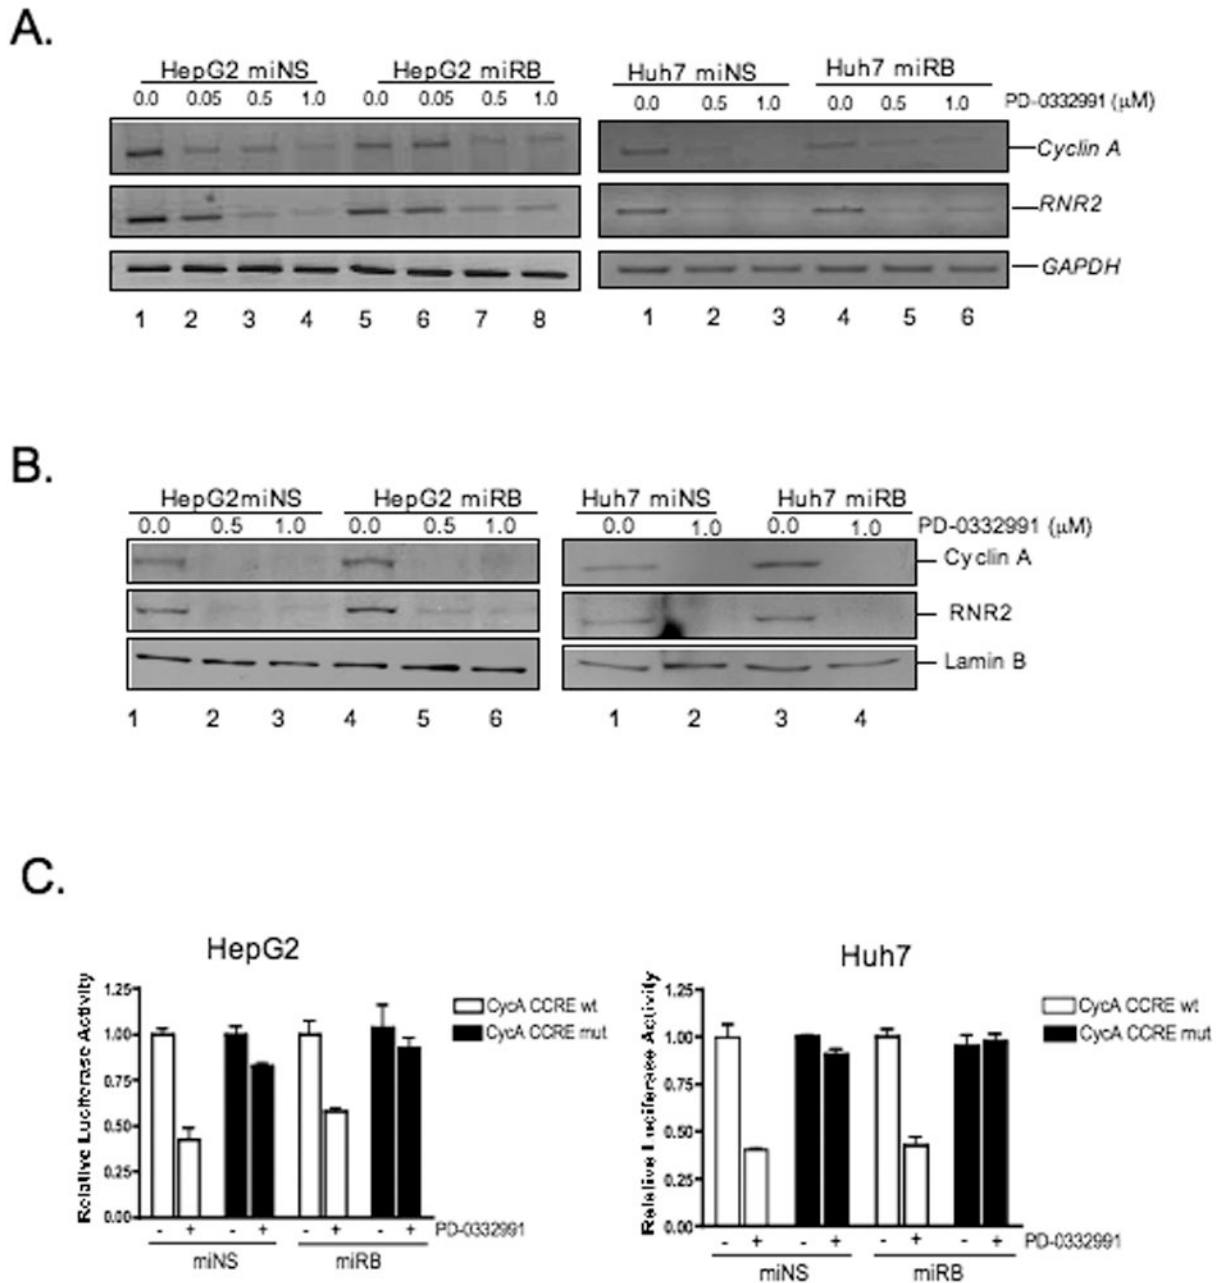 A.
HepG2 miNS HepG2 miRB Huh7 miNS Huh7 miRB
0.0 0.05 0.5 1.0 0.0 0.05 0.5 1.0 0.0 0.5 1.0 0.0 0.5 1.0 PD-0332991 (μM)
Cyclin A
RNR2
GAPDH
1 2 3 4 5 6 7 8 1 2 3 4 5 6
B.
HepG2miNS HepG2 miRB Huh7 miNS Huh7 miRB
0.0 0.5 1.0 0.0 0.5 1.0 0.0 1.0 0.0 1.0 PD-0332991 (μM)
Cyclin A
RNR2
Lamin B
1 2 3 4 5 6 1 2 3 4
C.
HepG2
Relative Luciferase Activity
1.25
1.00
0.75
0.50
0.25
0.00
CycA CCRE wt
CycA CCRE mut
- + - + - + - + PD-0332991
miNS miRB
Huh7
Relative Luciferase Activity
1.25
1.00
0.75
0.50
0.25
0.00
CycA CCRE wt
CycA CCRE mut
- + - + - + - + PD-0332991
miNS miRB